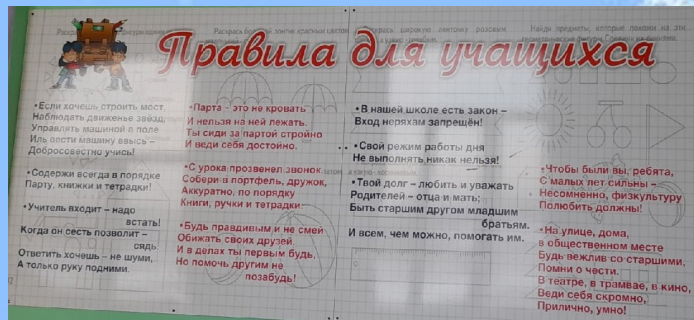 Правила для учащихся
•Если хочешь строить мост,
Наблюдать движенье звёзд,
Управлять машиной в поле
Иль вести машину ввысь –
Добросовестно учись!
•Содержи всегда в порядке
Парту, книжки и тетрадки!
•Учитель входит – надо
встать!
Когда он сесть позволит –
сядь.
Ответить хочешь – не шуми,
А только руку подними.
•Парта - это не кровать
И нельзя на ней лежать.
Ты сиди за партой стройно
И веди себя достойно.
•С урока прозвенел звонок.
Собери в портфель, дружок,
Аккуратно, по порядку
Книги, ручки и тетрадки.
•Будь правдивым и не смей
Обижать своих друзей.
И в делах ты первым будь,
Но помочь другим не
позабудь!
•В нашей школе есть закон –
Вход неряхам запрещён!
•Свой режим работы дня
Не выполнять никак нельзя!
•Твой долг – любить и уважать
Родителей – отца и мать;
Быть старшим другом младшим
братьям.
И всем, чем можно, помогать им.
•Чтобы были вы, ребята,
С малых лет сильны –
Несомненно, физкультуру
Полюбить должны!
•На улице, дома,
в общественном месте
Будь вежлив со старшими,
Помни о чести.
В театре, в трамвае, в кино,
Веди себя скромно,
Прилично, умно!